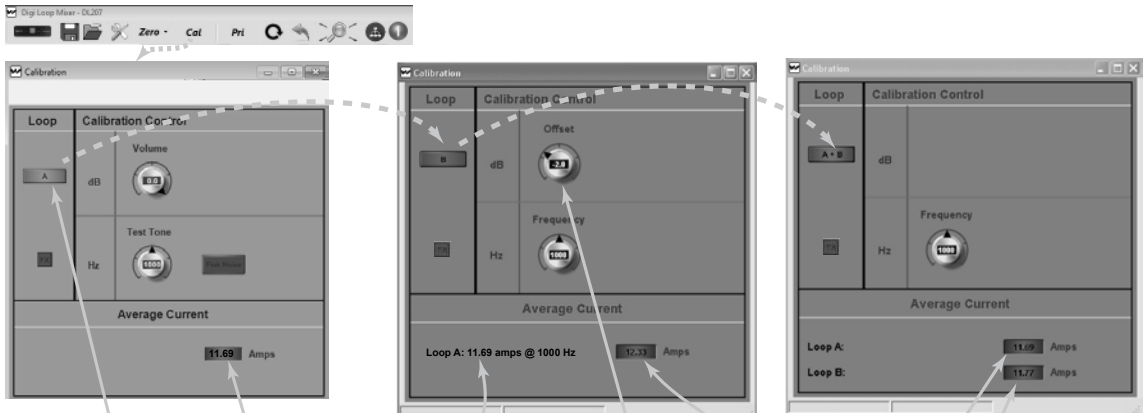 Digi Loop Mixer - DL207
Zero - Cal Pri
Calibration
Loop Calibration Control
Volume
A
dB
0.0
Test Tone
Hz
1000
Average Current
11.69 Amps
Calibration
Loop Calibration Control
Offset
B
dB
-2.8
Frequency
Hz
1000
Average Current
Loop A: 11.69 amps @ 1000 Hz 12.33 Amps
Calibration
Loop Calibration Control
A + B
dB
Frequency
Hz
1000
Average Current
Loop A: 11.69 Amps
Loop B: 11.77 Amps